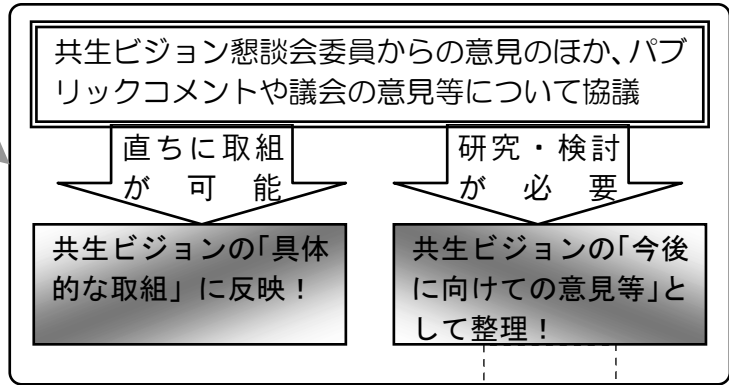 共生ビジョン懇談会委員からの意見のほか、パブ
リックコメントや議会の意見等について協議
直ちに取組
が可能
研究・検討
が必要
共生ビジョンの「具体
的な取組」に反映！
共生ビジョンの「今後
に向けての意見等」と
して整理！